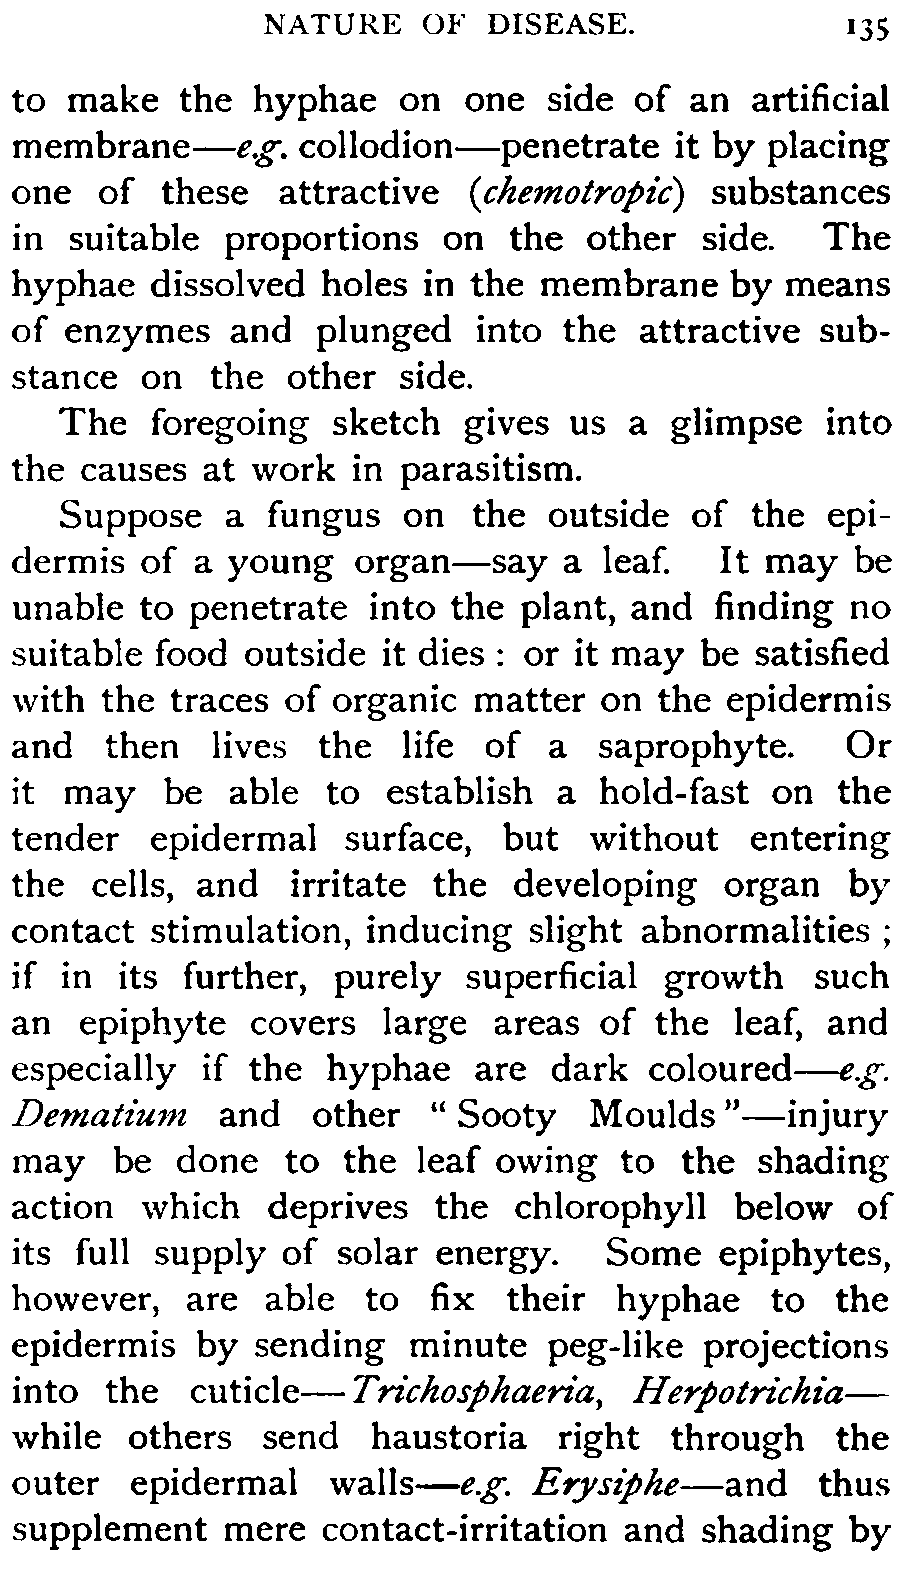 NATURE OF DISEASE. 135
to make the hyphae on one side of an artificial
membrane—e.g. collodion—penetrate it by placing
one of these attractive (chemotropic) substances
in suitable proportions on the other side. The
hyphae dissolved holes in the membrane by means
of enzymes and plunged into the attractive sub-
stance on the other side.
The foregoing sketch gives us a glimpse into
the causes at work in parasitism.
Suppose a fungus on the outside of the epi-
dermis of a young organ—say a leaf. It may be
unable to penetrate into the plant, and finding no
suitable food outside it dies : or it may be satisfied
with the traces of organic matter on the epidermis
and then lives the life of a saprophyte. Or
it may be able to establish a hold-fast on the
tender epidermal surface, but without entering
the cells, and irritate the developing organ by
contact stimulation, inducing slight abnormalities ;
if in its further, purely superficial growth such
an epiphyte covers large areas of the leaf, and
especially if the hyphae are dark coloured—e.g.
Dematium and other "Sooty Moulds"—injury
may be done to the leaf owing to the shading
action which deprives the chlorophyll below of
its full supply of solar energy. Some epiphytes,
however, are able to fix their hyphae to the
epidermis by sending minute peg-like projections
into the cuticle—Trichosphaeria, Herpotrichia—
while others send haustoria right through the
outer epidermal walls—e.g. Erysiphe—and thus
supplement mere contact-irritation and shading by